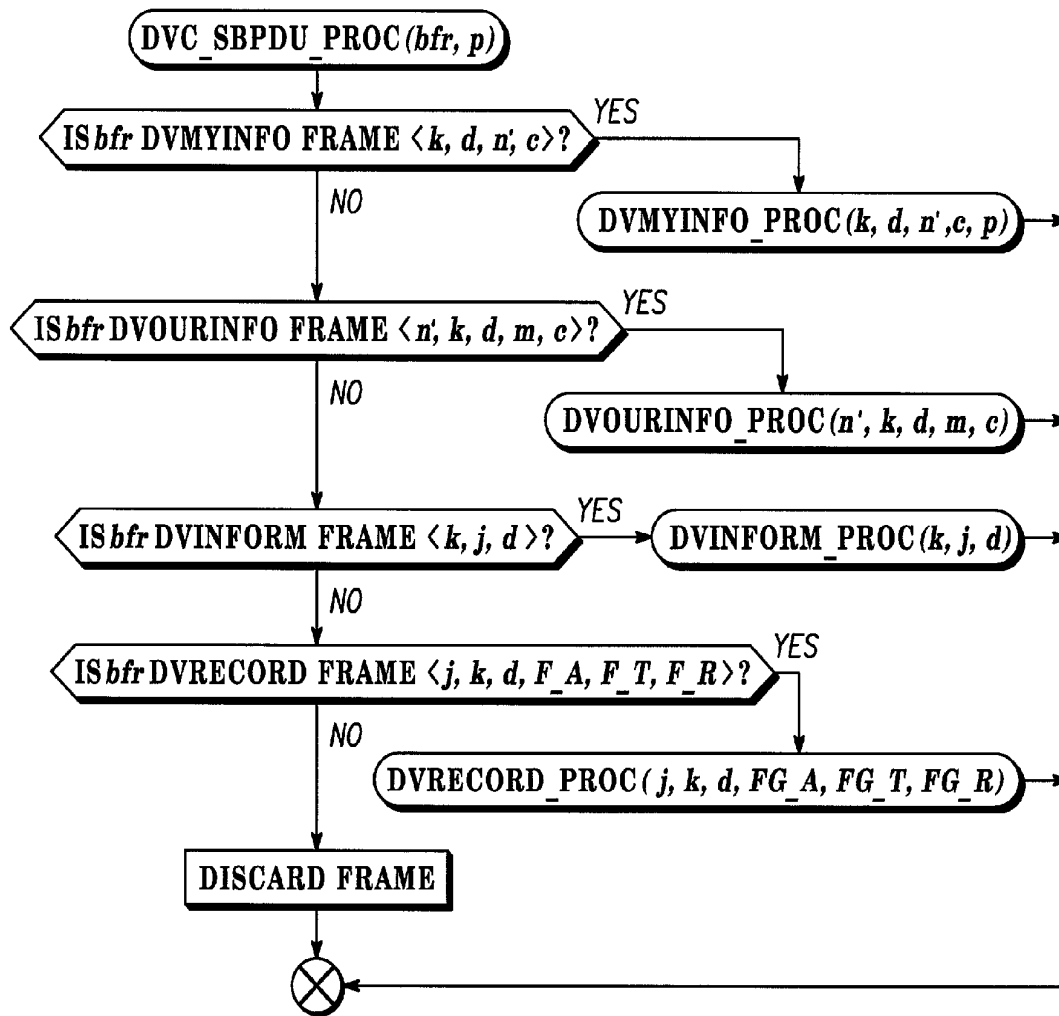 DVC_SBPDU_PROC(bfr, p)
IS bfr DVMYINFO FRAME <k, d, n', c>?
YES
NO
DVMYINFO_PROC(k, d, n' ,c, p)
IS bfr DVOURINFO FRAME <n', k, d, m, c>?
YES
NO
DVOURINFO_PROC(n', k, d, m, c)
IS bfr DVINFORM FRAME <k, j, d >?
YES
DVINFORM_PROC(k, j, d)
NO
IS bfr DVRECORD FRAME <j, k, d, F_A, F_T, F_R>?
YES
NO
DVRECORD_PROC( j, k, d, FG_A, FG_T, FG_R)
DISCARD FRAME